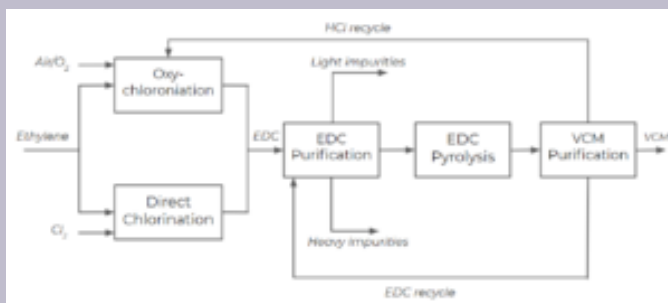 HCl recycle
Air/O2
Light impurities
Oxy-
chloroniation
Ethylene
EDC
EDC
Purification
EDC
Pyrolysis
VCM
Purification
VCM
Direct
Chlorination
Cl2
Heavy impurities
EDC recycle